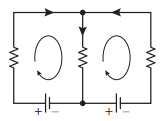 + − + −